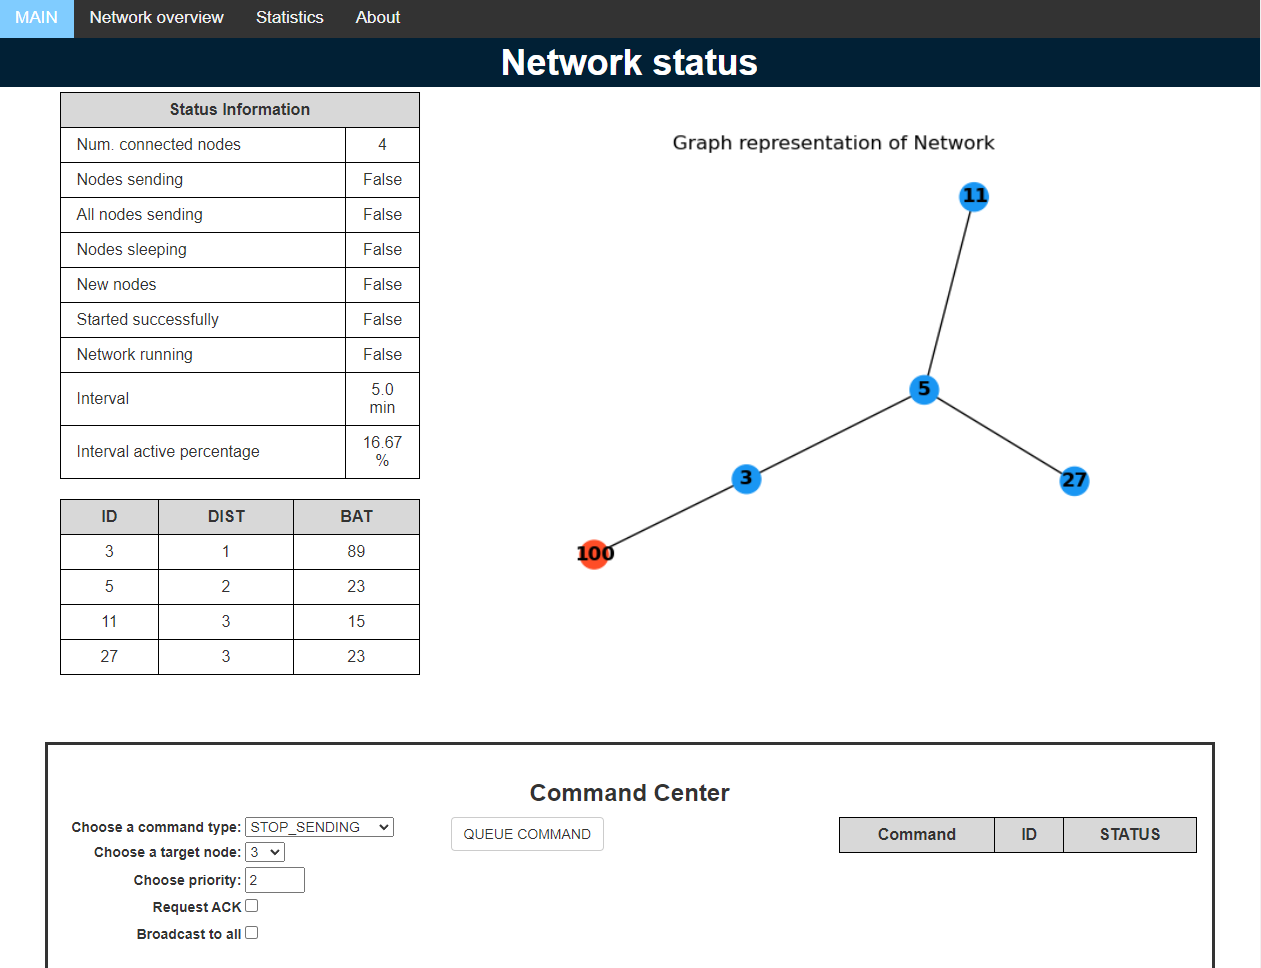 MAIN Network overview Statistics About
Network status
Status Information
Num. connected nodes 4
Nodes sending False
All nodes sending False
Nodes sleeping False
New nodes False
Started successfully False
Network running False
Interval 5.0 min
Interval active percentage 16.67 %
ID DIST BAT
3 1 89
5 2 23
11 3 15
27 3 23
Graph representation of Network
11
5
3
27
100
Command Center
Choose a command type: STOP_SENDING
Choose a target node: 3
Choose priority: 2
Request ACK
Broadcast to all
QUEUE COMMAND
Command ID STATUS